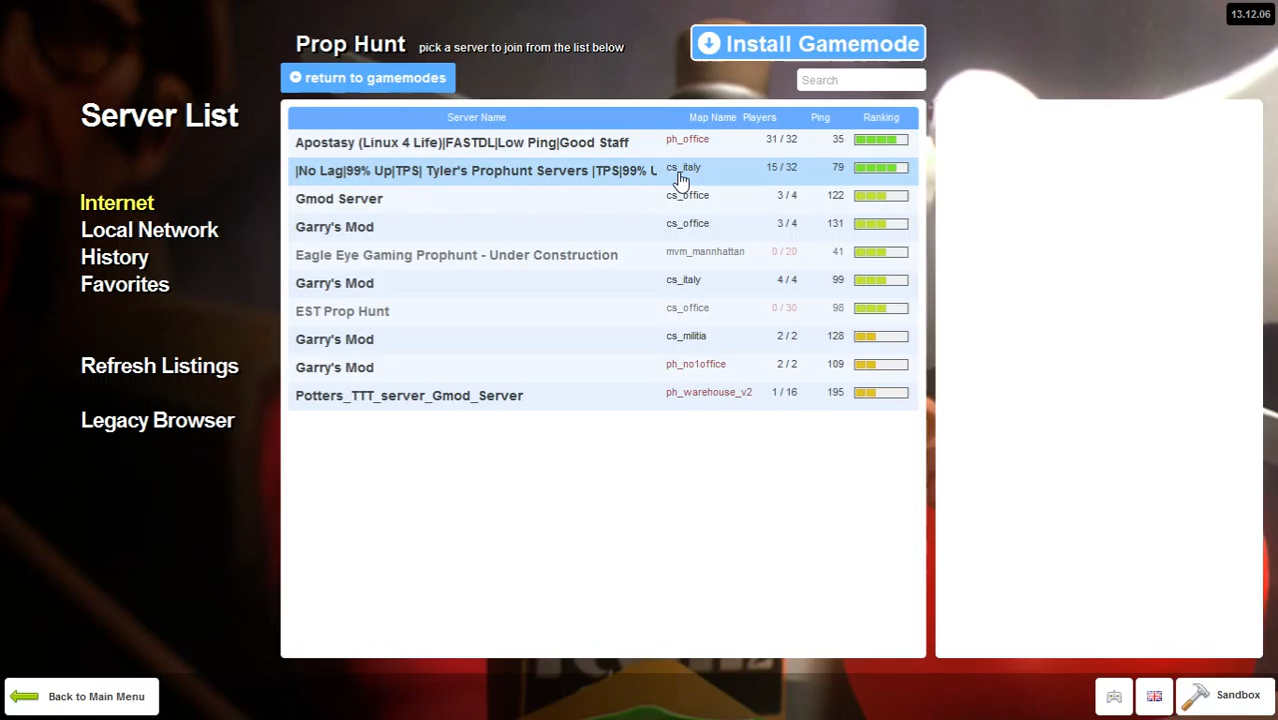 13.12.06
Prop Hunt pick a server to join from the list below
Install Gamemode
return to gamemodes
Search
Server List
Internet
Local Network
History
Favorites
Refresh Listings
Legacy Browser
Server Name Map Name Players Ping Ranking
Apostasy (Linux 4 Life)|FASTDL|Low Ping|Good Staff ph_office 31 / 32 35
|No Lag|99% Up|TPS| Tyler's Prophunt Servers |TPS|99% U cs_italy 15 / 32 79
Gmod Server cs_office 3 / 4 122
Garry's Mod cs_office 3 / 4 131
Eagle Eye Gaming Prophunt - Under Construction mvm_mannhattan 0 / 20 41
Garry's Mod cs_italy 4 / 4 99
EST Prop Hunt cs_office 0 / 30 98
Garry's Mod cs_militia 2 / 2 128
Garry's Mod ph_no1office 2 / 2 109
Potters_TTT_server_Gmod_Server ph_warehouse_v2 1 / 16 195
Back to Main Menu
Sandbox